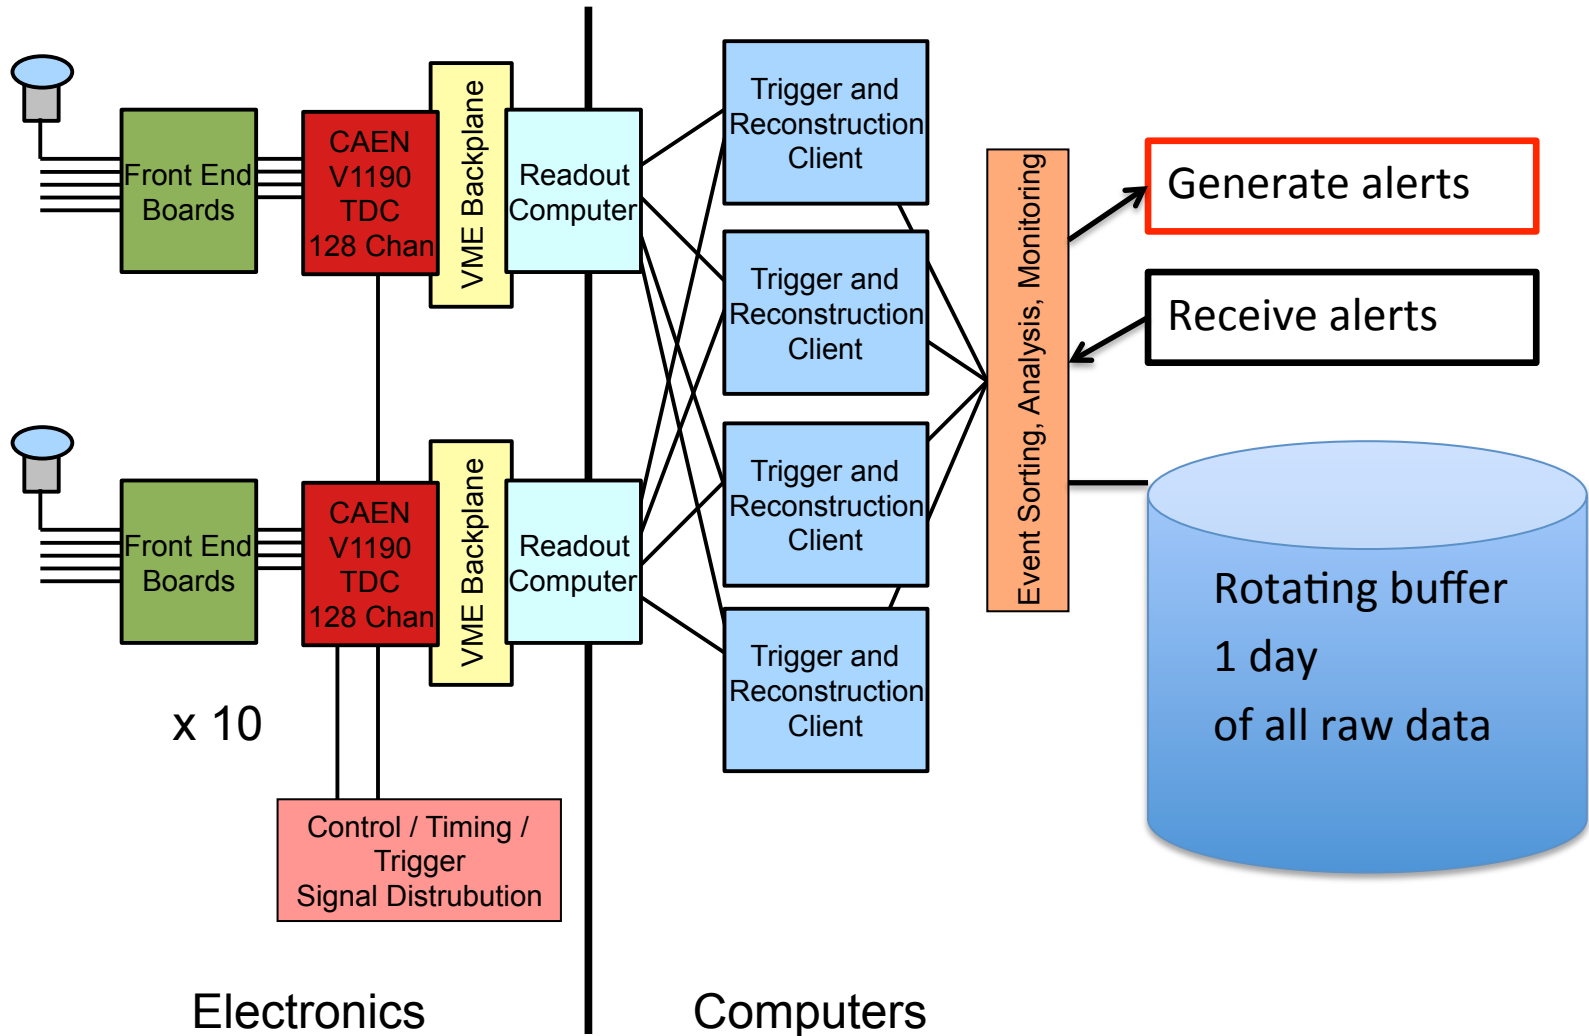 Front End
Boards
CAEN
V1190
TDC
128 Chan
VME Backplane
Readout
Computer
Trigger and
Reconstruction
Client
Trigger and
Reconstruction
Client
Event Sorting, Analysis, Monitoring
Generate alerts
Receive alerts
Front End
Boards
CAEN
V1190
TDC
128 Chan
VME Backplane
Readout
Computer
Trigger and
Reconstruction
Client
Trigger and
Reconstruction
Client
Rotating buffer
1 day
of all raw data
x 10
Control / Timing /
Trigger
Signal Distrubution
Electronics
Computers